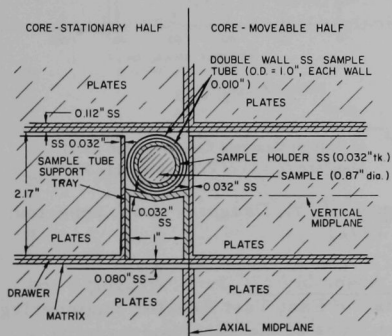 CORE-STATIONARY HALF
CORE-MOVEABLE HALF
DOUBLE WALL SS SAMPLE
TUBE (O.D. = 1.0", EACH WALL
0.010")
PLATES
PLATES
0.112" SS
SS 0.032"
SAMPLE TUBE
SUPPORT
TRAY
SAMPLE HOLDER SS (0.032"tk.)
SAMPLE (0.87"dia.)
0.032"
SS
2.17"
0.032"
SS
VERTICAL
MIDPLANE
1"
PLATES
PLATES
DRAWER
MATRIX
0.080" SS
PLATES
PLATES
AXIAL MIDPLANE